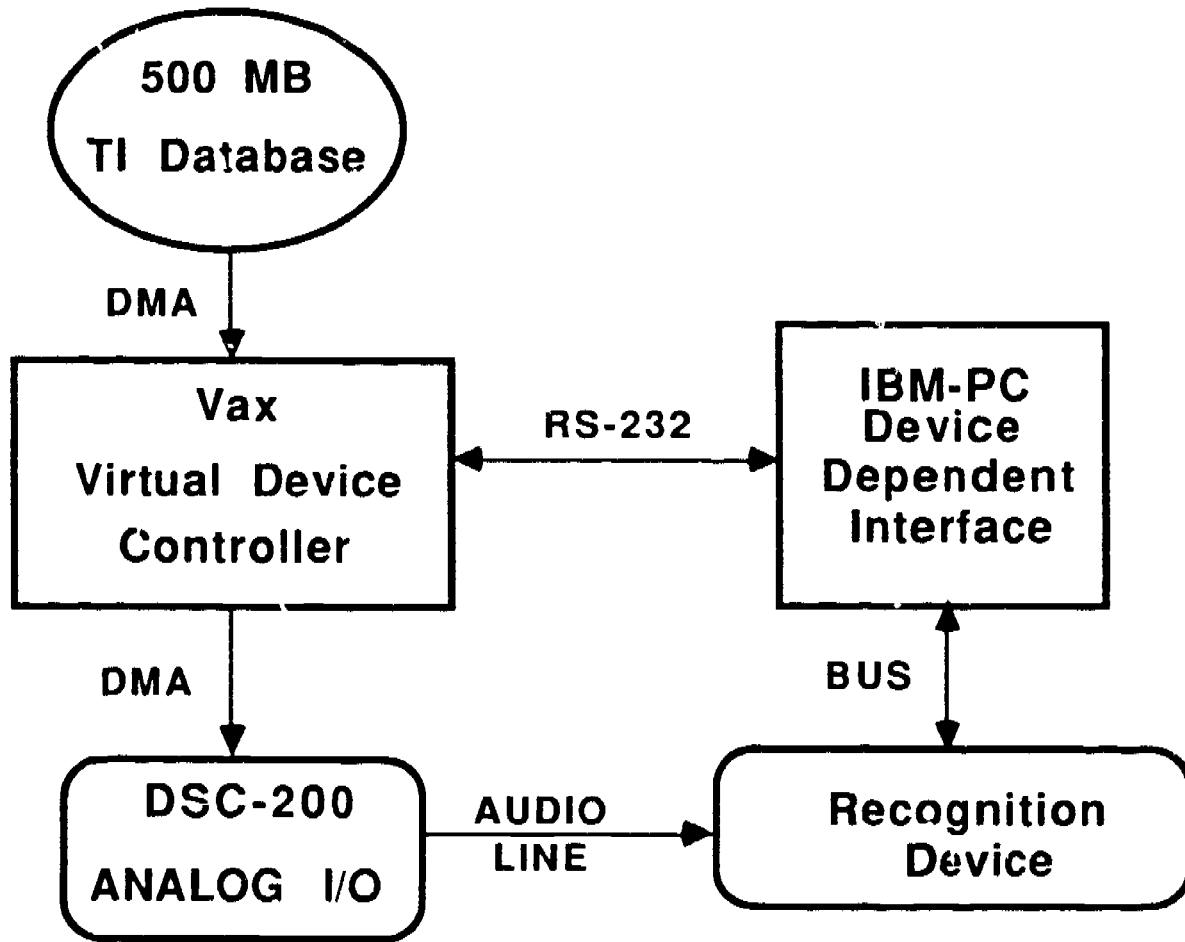 500 MB
TI Database
DMA
Vax
Virtual Device
Controller
RS-232
IBM-PC
Device
Dependent
Interface
DMA
BUS
DSC-200
ANALOG I/O
AUDIO
LINE
Recognition
Device